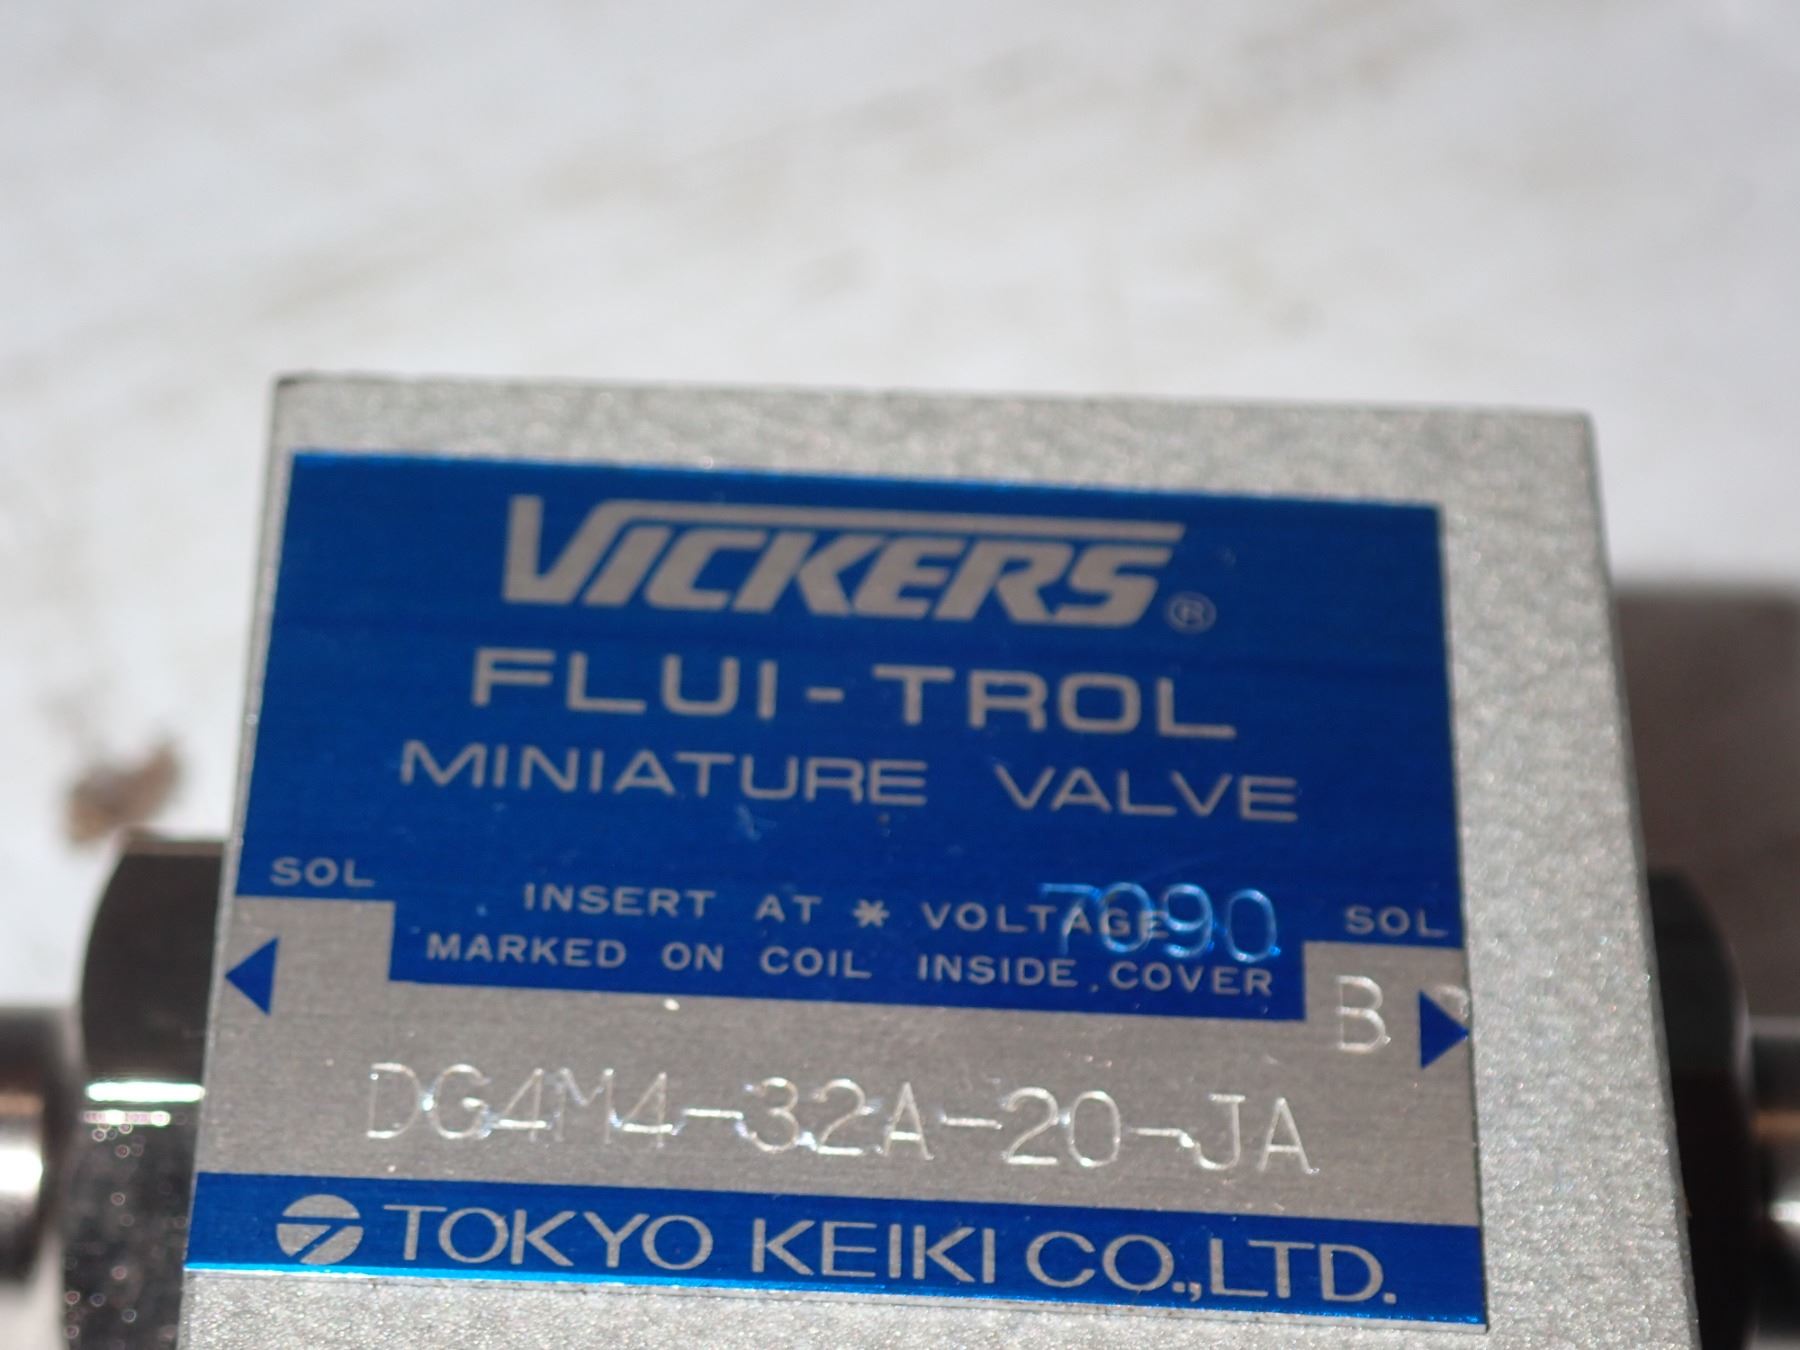 VICKERS®
FLUI-TROL
MINIATURE VALVE
SOL
INSERT AT * VOLTAGE
7090
SOL
MARKED ON COIL INSIDE COVER
B
DG4M4-32A-20-JA
TOKYO KEIKI CO.,LTD.